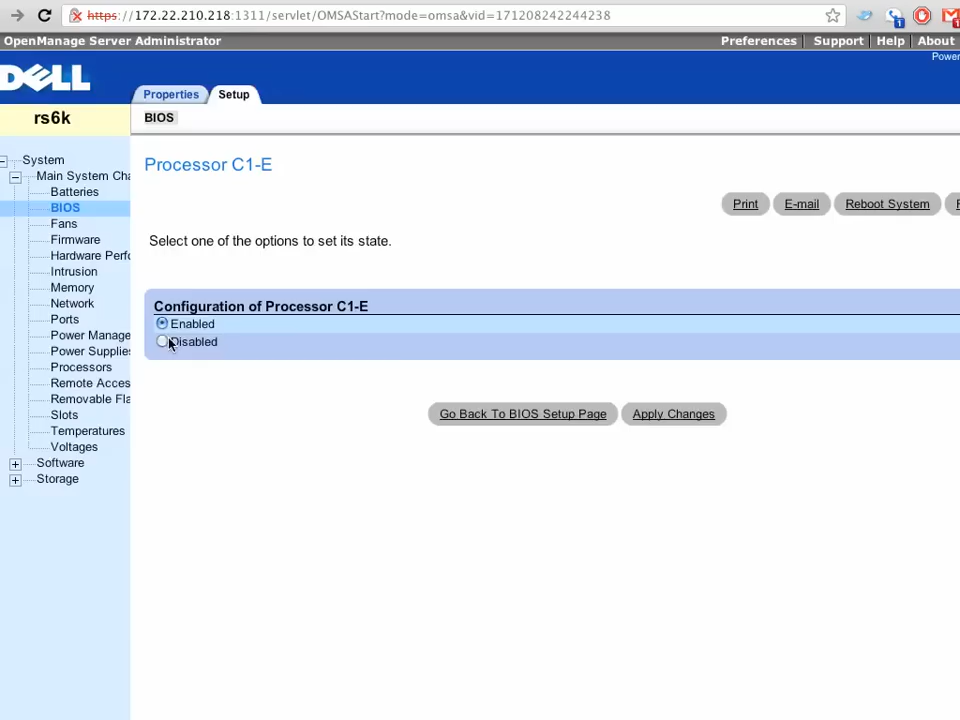 https://172.22.210.218:1311/servlet/OMSAStart?mode=omsa&vid=171208242244238
OpenManage Server Administrator
Preferences Support Help About
Power
DELL
Properties Setup
rs6k
BIOS
System
Main System Cha
Batteries
BIOS
Fans
Firmware
Hardware Perfo
Intrusion
Memory
Network
Ports
Power Manage
Power Supplies
Processors
Remote Acces
Removable Fla
Slots
Temperatures
Voltages
Software
Storage
Processor C1-E
Print E-mail Reboot System
Select one of the options to set its state.
Configuration of Processor C1-E
Enabled
Disabled
Go Back To BIOS Setup Page Apply Changes